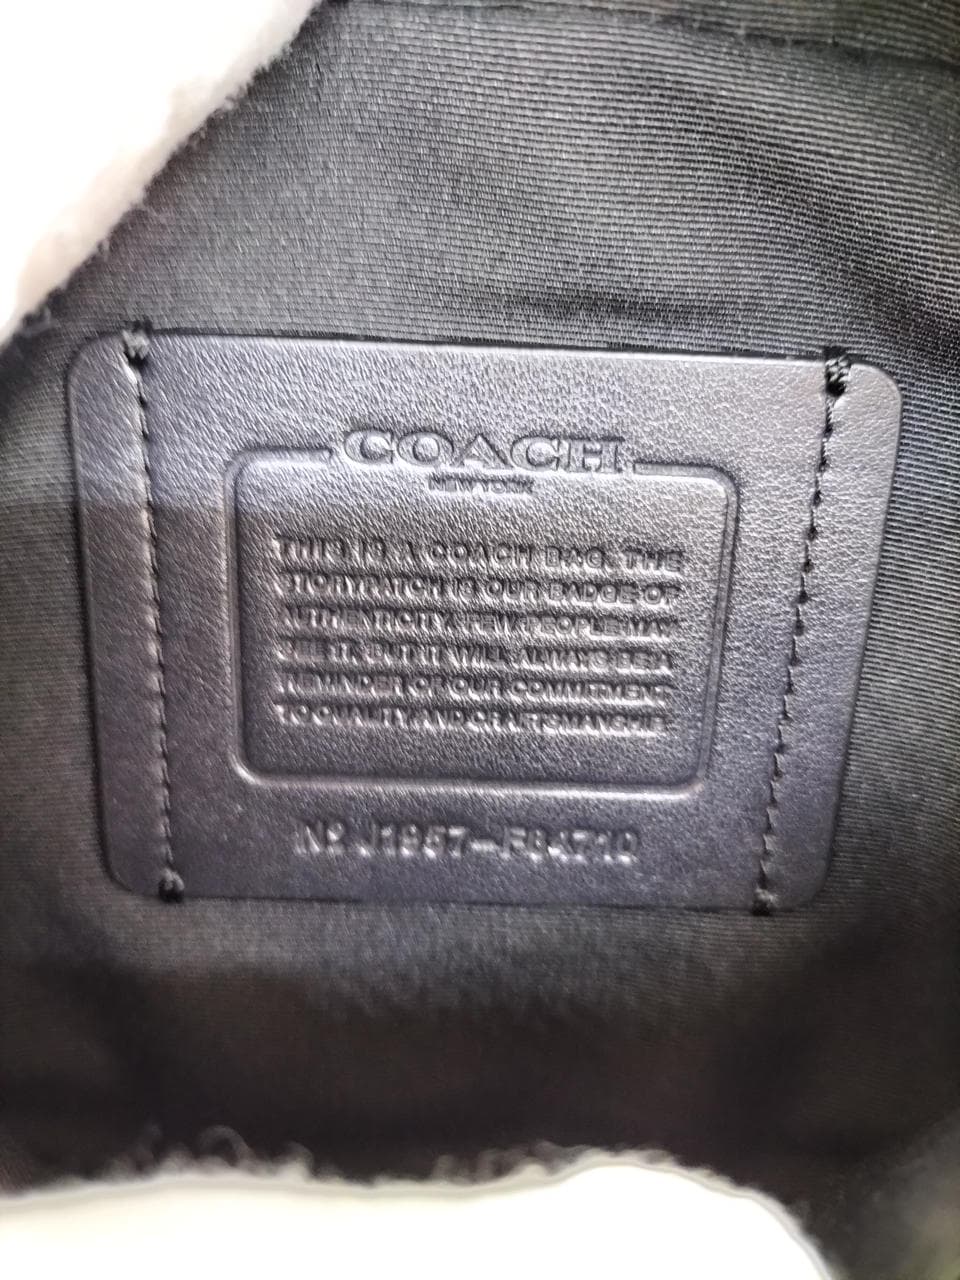 COACH
NEW YORK
THIS IS A COACH BAG. THE
STORYPATCH IS OUR BADGE OF
AUTHENTICITY. FEW PEOPLE MAY
SEE IT, BUT IT WILL ALWAYS BE A
REMINDER OF OUR COMMITMENT
TO QUALITY AND CRAFTSMANSHIP.
Nº J1957-F84710